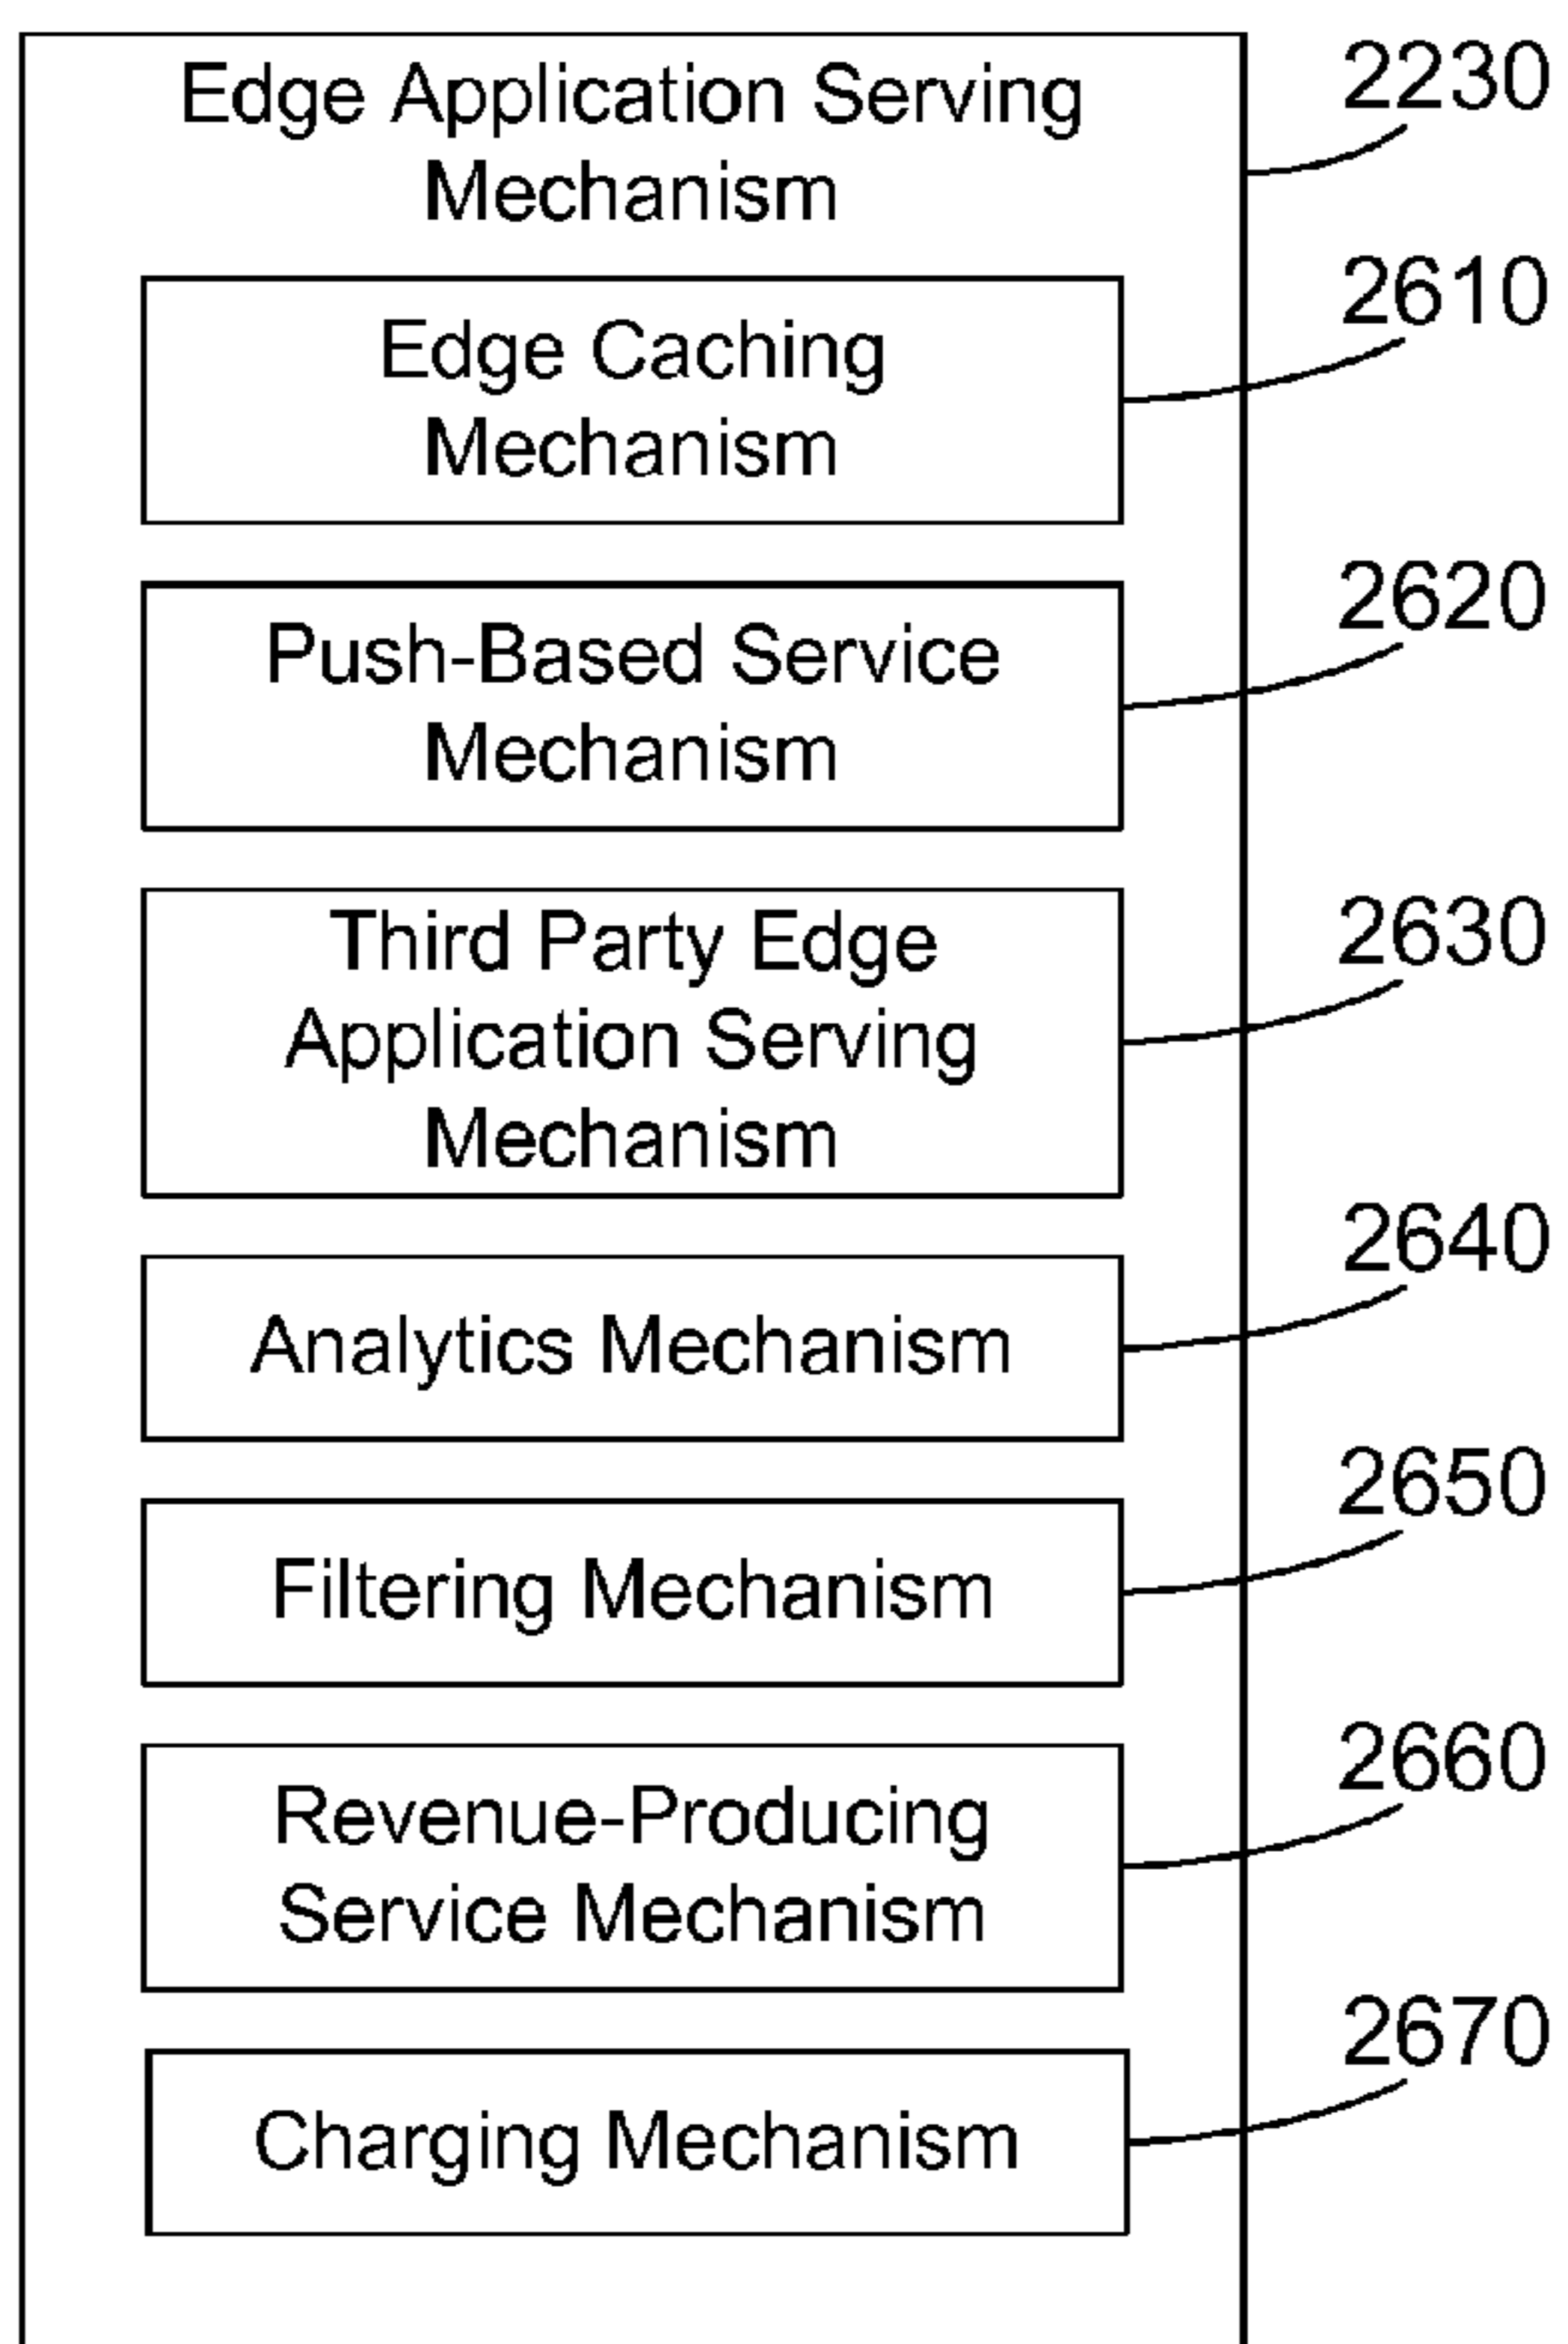 Edge Application Serving
Mechanism
2230
Edge Caching
Mechanism
2610
Push-Based Service
Mechanism
2620
Third Party Edge
Application Serving
Mechanism
2630
Analytics Mechanism
2640
Filtering Mechanism
2650
Revenue-Producing
Service Mechanism
2660
Charging Mechanism
2670